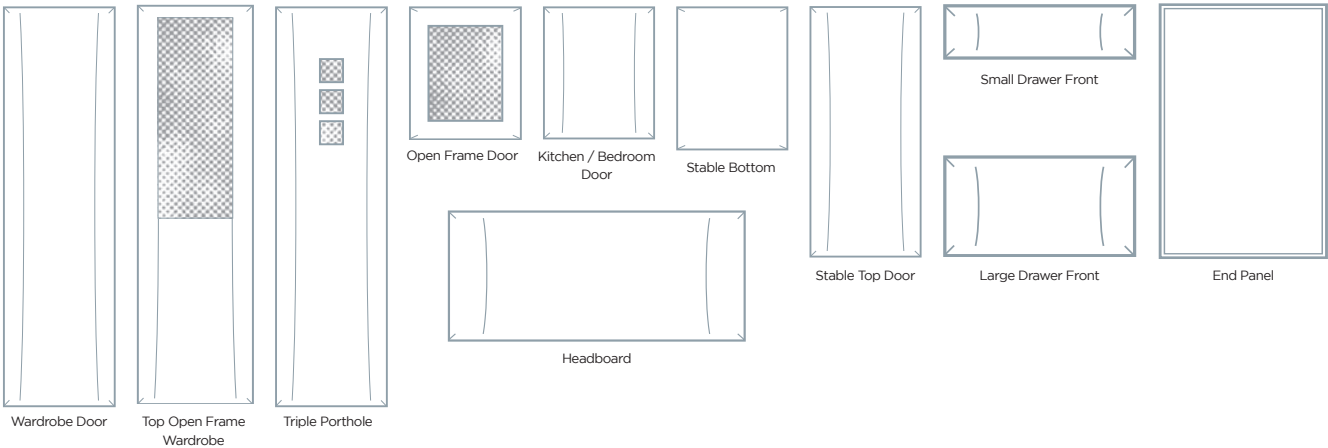 Small Drawer Front
Open Frame Door
Kitchen / Bedroom
Door
Stable Bottom
Stable Top Door
Large Drawer Front
End Panel
Headboard
Wardrobe Door
Top Open Frame
Wardrobe
Triple Porthole